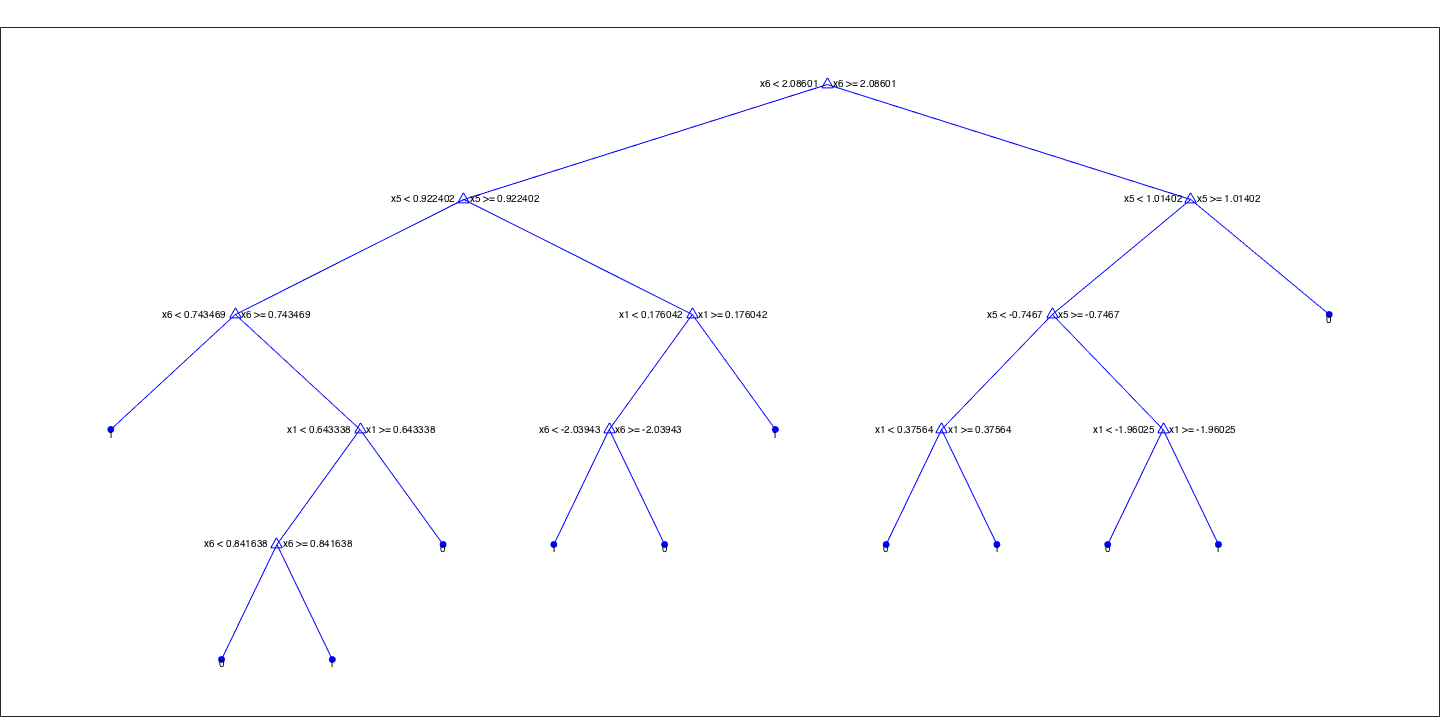 x6 < 2.08601 x6 >= 2.08601
x5 < 0.922402 x5 >= 0.922402 x5 < 1.01402 x5 >= 1.01402
x6 < 0.743469 x6 >= 0.743469 x1 < 0.176042 x1 >= 0.176042 x5 < -0.7467 x5 >= -0.7467
0
x1 < 0.643338 x1 >= 0.643338 x6 < -2.03943 x6 >= -2.03943 x1 < 0.37564 x1 >= 0.37564 x1 < -1.96025 x1 >= -1.96025
1 1
x6 < 0.841638 x6 >= 0.841638
0 1 0 0 1 0 1
0 1